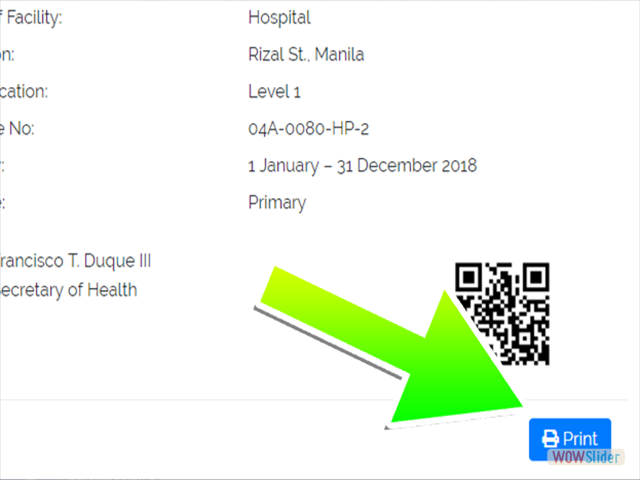 f Facility: Hospital
on: Rizal St., Manila
cation: Level 1
e No: 04A-0080-HP-2
y: 1 January – 31 December 2018
e: Primary
rancisco T. Duque III
ecretary of Health
Print
WOWSlider